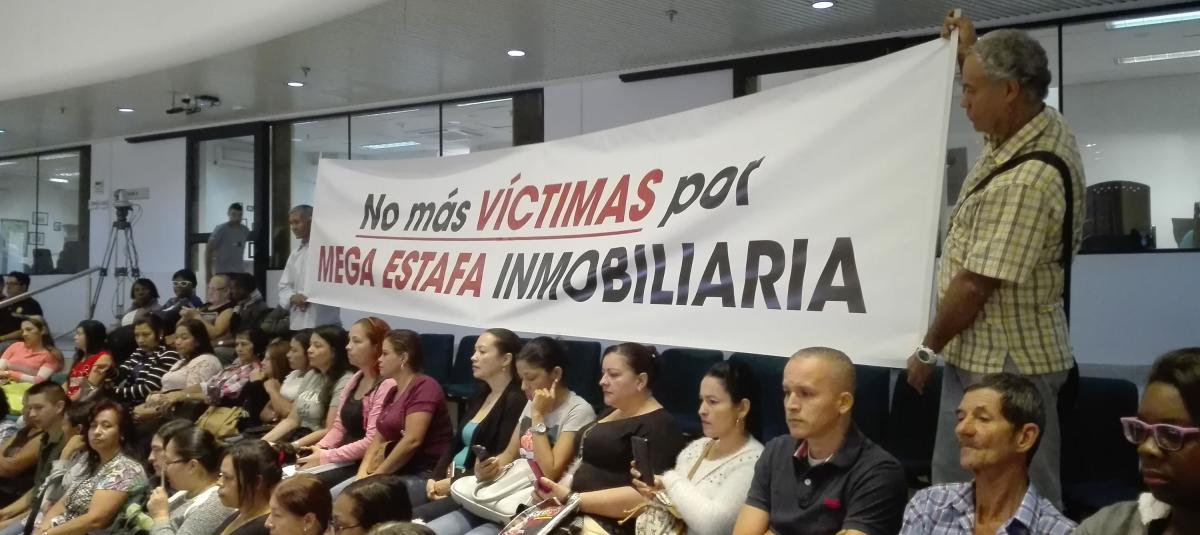 No más VÍCTIMAS por
MEGA ESTAFA INMOBILIARIA